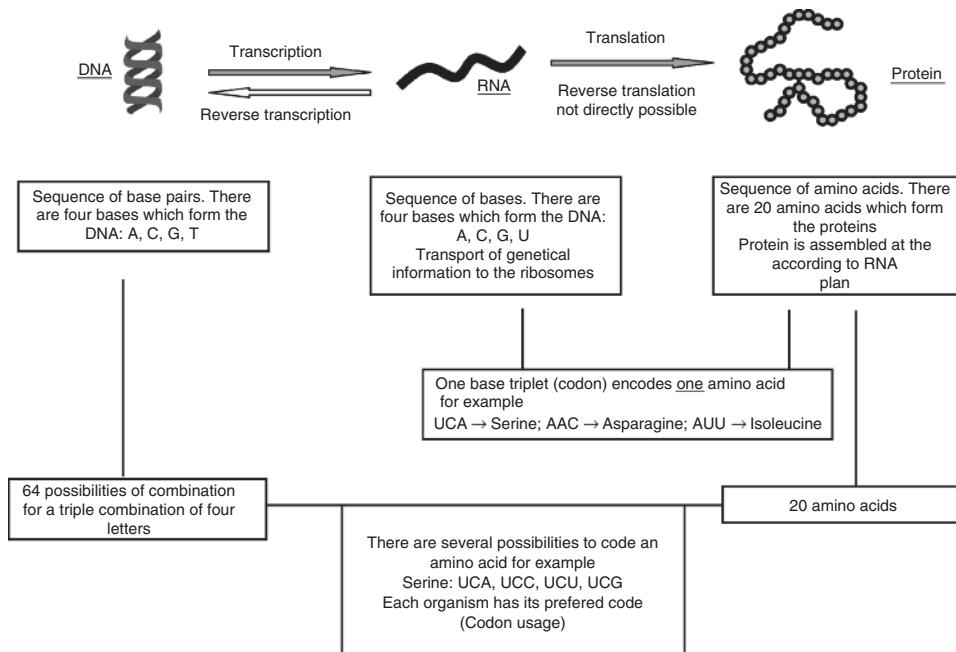 DNA
Transcription
Reverse transcription
RNA
Translation
Reverse translation
not directly possible
Protein
Sequence of base pairs. There
are four bases which form the
DNA: A, C, G, T
Sequence of bases. There are
four bases which form the DNA:
A, C, G, U
Transport of genetical
information to the ribosomes
Sequence of amino acids. There
are 20 amino acids which form
the proteins
Protein is assembled at the
according to RNA
plan
One base triplet (codon) encodes one amino acid
for example
UCA → Serine; AAC → Asparagine; AUU → Isoleucine
64 possibilities of combination
for a triple combination of four
letters
20 amino acids
There are several possibilities to code an
amino acid for example
Serine: UCA, UCC, UCU, UCG
Each organism has its prefered code
(Codon usage)